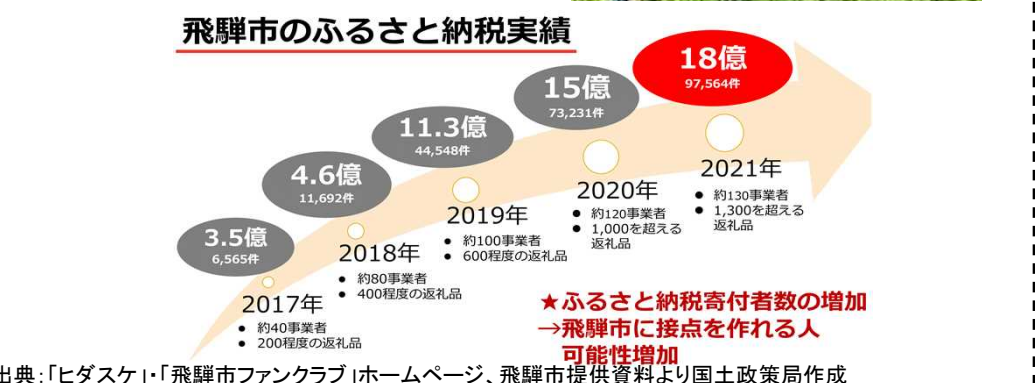 飛騨市のふるさと納税実績
18億
97,564件
15億
73,231件
11.3億
44,548件
4.6億
11,692件
3.5億
6,565件
2017年
● 約40事業者
● 200程度の返礼品
2018年
● 約80事業者
● 400程度の返礼品
2019年
● 約100事業者
● 600程度の返礼品
2020年
● 約120事業者
● 1,000を超える
返礼品
2021年
● 約130事業者
● 1,300を超える
返礼品
★ふるさと納税寄付者数の増加
→飛騨市に接点を作れる人
可能性増加
出典:「ヒダスケ」・「飛騨市ファンクラブ」ホームページ、飛騨市提供資料より国土政策局作成